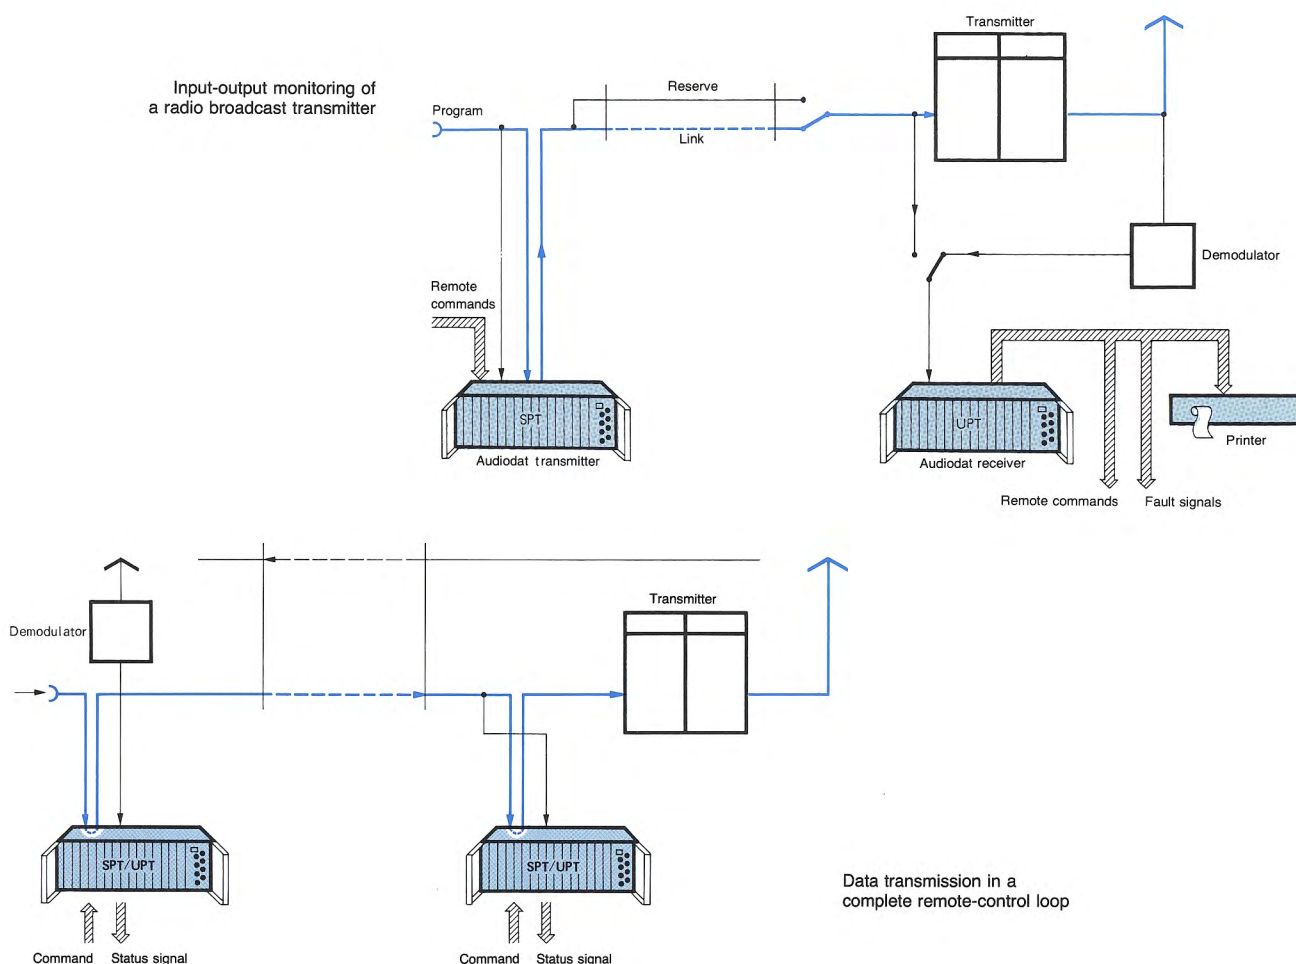 Transmitter
Input-output monitoring of
a radio broadcast transmitter
Reserve
Program
Link
Demodulator
Remote
commands
SPT
Audiodat transmitter
UPT
Audiodat receiver
Printer
Remote commands
Fault signals
Transmitter
Demodulator
SPT/UPT
SPT/UPT
Data transmission in a
complete remote-control loop
Command
Status signal
Command
Status signal